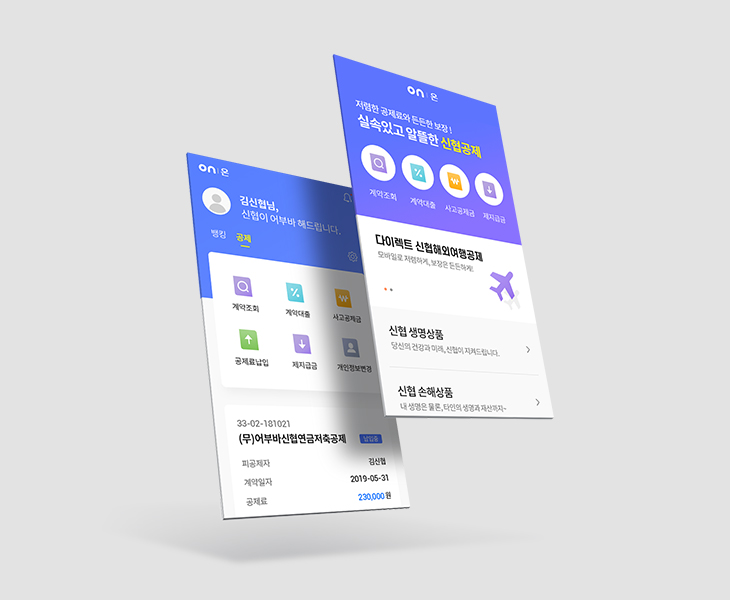 on 온
김신협님,
신협이 어부바 해드립니다.
뱅킹 공제
계약조회 계약대출 사고공제금
공제료납입 제지급금 개인정보변경
33-02-181021
(무)어부바신협연금저축공제 납입중
피공제자 김신협
계약일자 2019-05-31
공제료 230,000 원
on 온
저렴한 공제료와 든든한 보장 !
실속있고 알뜰한 신협공제
계약조회 계약대출 사고공제금 제지급금
다이렉트 신협해외여행공제
모바일로 저렴하게, 보장은 든든하게!
신협 생명상품
당신의 건강과 미래, 신협이 지켜드립니다.
신협 손해상품
내 생명은 물론, 타인의 생명과 재산까지~